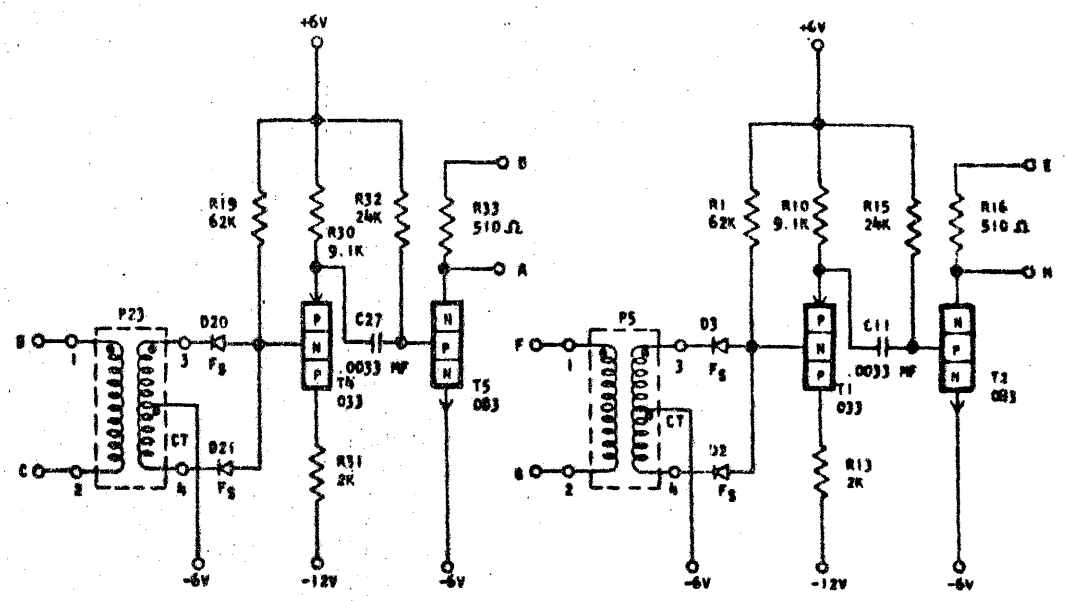 +6V
+6V
B
E
R19
62K
R30
9.1K
R32
24K
R33
510 Ω
R1
62K
R10
9.1K
R15
24K
R16
510 Ω
A
H
P23
D20
P
N
P
C27
.0033 MF
N
P
N
P5
D3
P
N
P
C11
.0033 MF
N
P
N
1
3
FS
T4
033
T5
083
F
1
3
FS
T1
033
T2
083
CT
D21
CT
D2
C
2
4
FS
R31
2K
2
4
FS
R13
2K
-6V
-12V
-6V
-6V
-12V
-6V